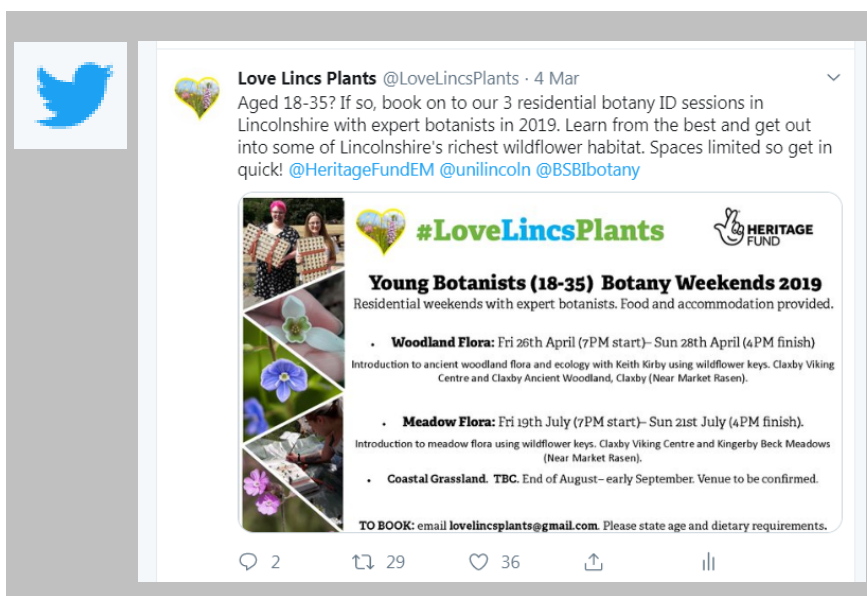 Love Lincs Plants @LoveLincsPlants · 4 Mar
Aged 18-35? If so, book on to our 3 residential botany ID sessions in
Lincolnshire with expert botanists in 2019. Learn from the best and get out
into some of Lincolnshire's richest wildflower habitat. Spaces limited so get in
quick! @HeritageFundEM @unilincoln @BSBIbotany
#LoveLincsPlants
HERITAGE
FUND
Young Botanists (18-35) Botany Weekends 2019
Residential weekends with expert botanists. Food and accommodation provided.
• Woodland Flora: Fri 26th April (7PM start)– Sun 28th April (4PM finish)
Introduction to ancient woodland flora and ecology with Keith Kirby using wildflower keys. Claxby Viking
Centre and Claxby Ancient Woodland, Claxby (Near Market Rasen).
• Meadow Flora: Fri 19th July (7PM start)– Sun 21st July (4PM finish).
Introduction to meadow flora using wildflower keys. Claxby Viking Centre and Kingerby Beck Meadows
(Near Market Rasen).
• Coastal Grassland. TBC. End of August– early September. Venue to be confirmed.
TO BOOK: email lovelincsplants@gmail.com. Please state age and dietary requirements.
2 29 36